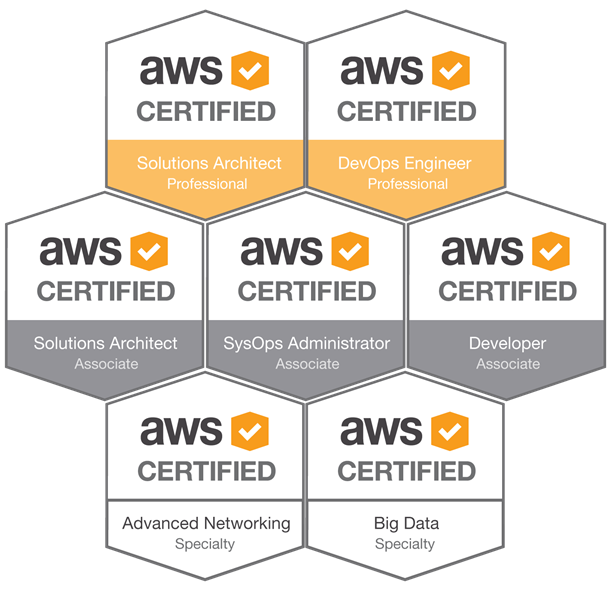 aws
CERTIFIED
Solutions Architect
Professional
aws
CERTIFIED
DevOps Engineer
Professional
aws
CERTIFIED
Solutions Architect
Associate
aws
CERTIFIED
SysOps Administrator
Associate
aws
CERTIFIED
Developer
Associate
aws
CERTIFIED
Advanced Networking
Specialty
aws
CERTIFIED
Big Data
Specialty